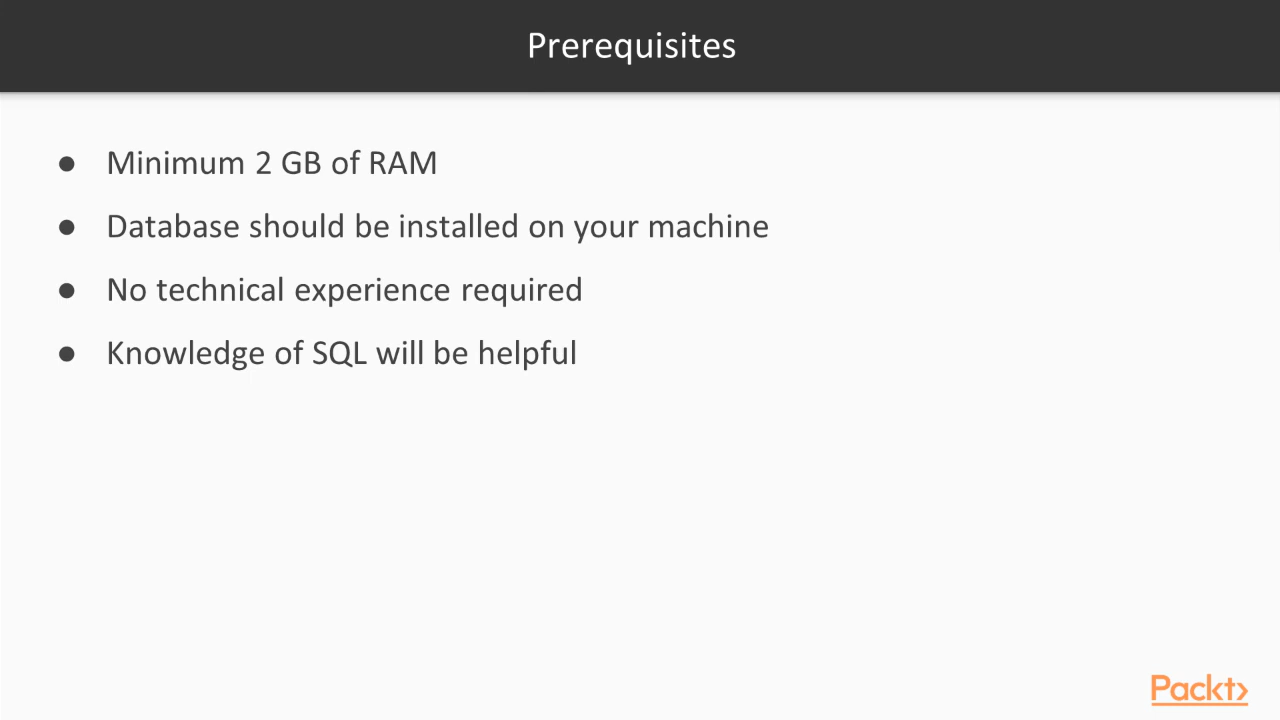 Prerequisites
● Minimum 2 GB of RAM
● Database should be installed on your machine
● No technical experience required
● Knowledge of SQL will be helpful
Packt>